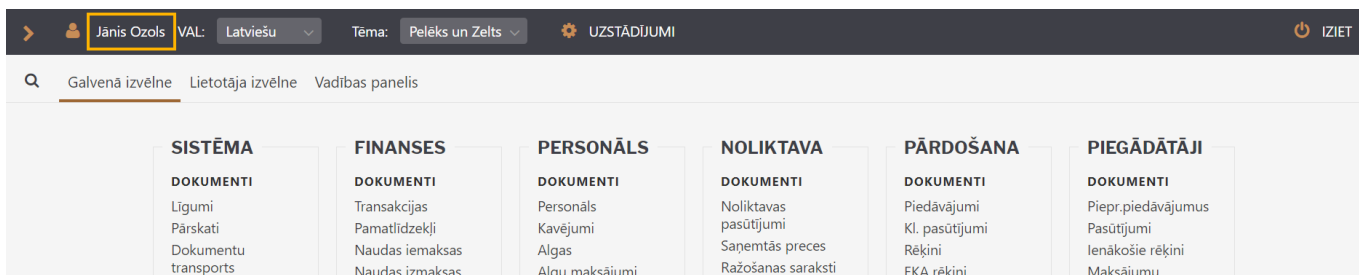 Jānis Ozols VAL: Latviešu Tēma: Pelēks un Zelts UZSTĀDĪJUMI IZIET
Galvenā izvēlne Lietotāja izvēlne Vadības panelis
SISTĒMA
DOKUMENTI
Līgumi
Pārskati
Dokumentu
transports
FINANSES
DOKUMENTI
Transakcijas
Pamatlīdzekļi
Naudas iemaksas
Naudas izmaksas
PERSONĀLS
DOKUMENTI
Personāls
Kavējumi
Algas
Algu maksājumi
NOLIKTAVA
DOKUMENTI
Noliktavas
pasūtījumi
Saņemtās preces
Ražošanas saraksti
PĀRDOŠANA
DOKUMENTI
Piedāvājumi
Kl. pasūtījumi
Rēķini
EKA rēķini
PIEGĀDĀTĀJI
DOKUMENTI
Piepr.piedāvājumus
Pasūtījumi
Ienākošie rēķini
Maksājumu